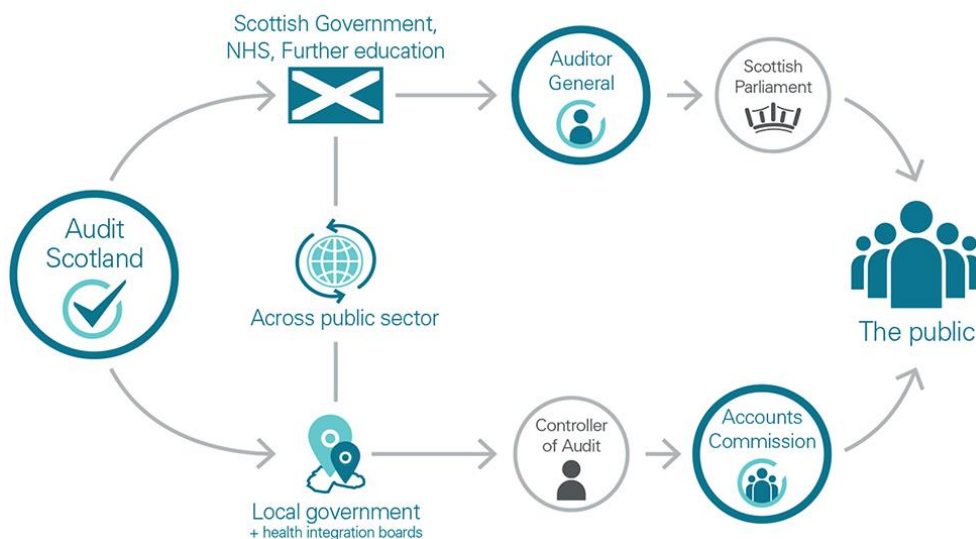 Scottish Government,
NHS, Further education
Auditor
General
Scottish
Parliament
Audit
Scotland
Across public sector
The public
Controller
of Audit
Accounts
Commission
Local government
+ health integration boards